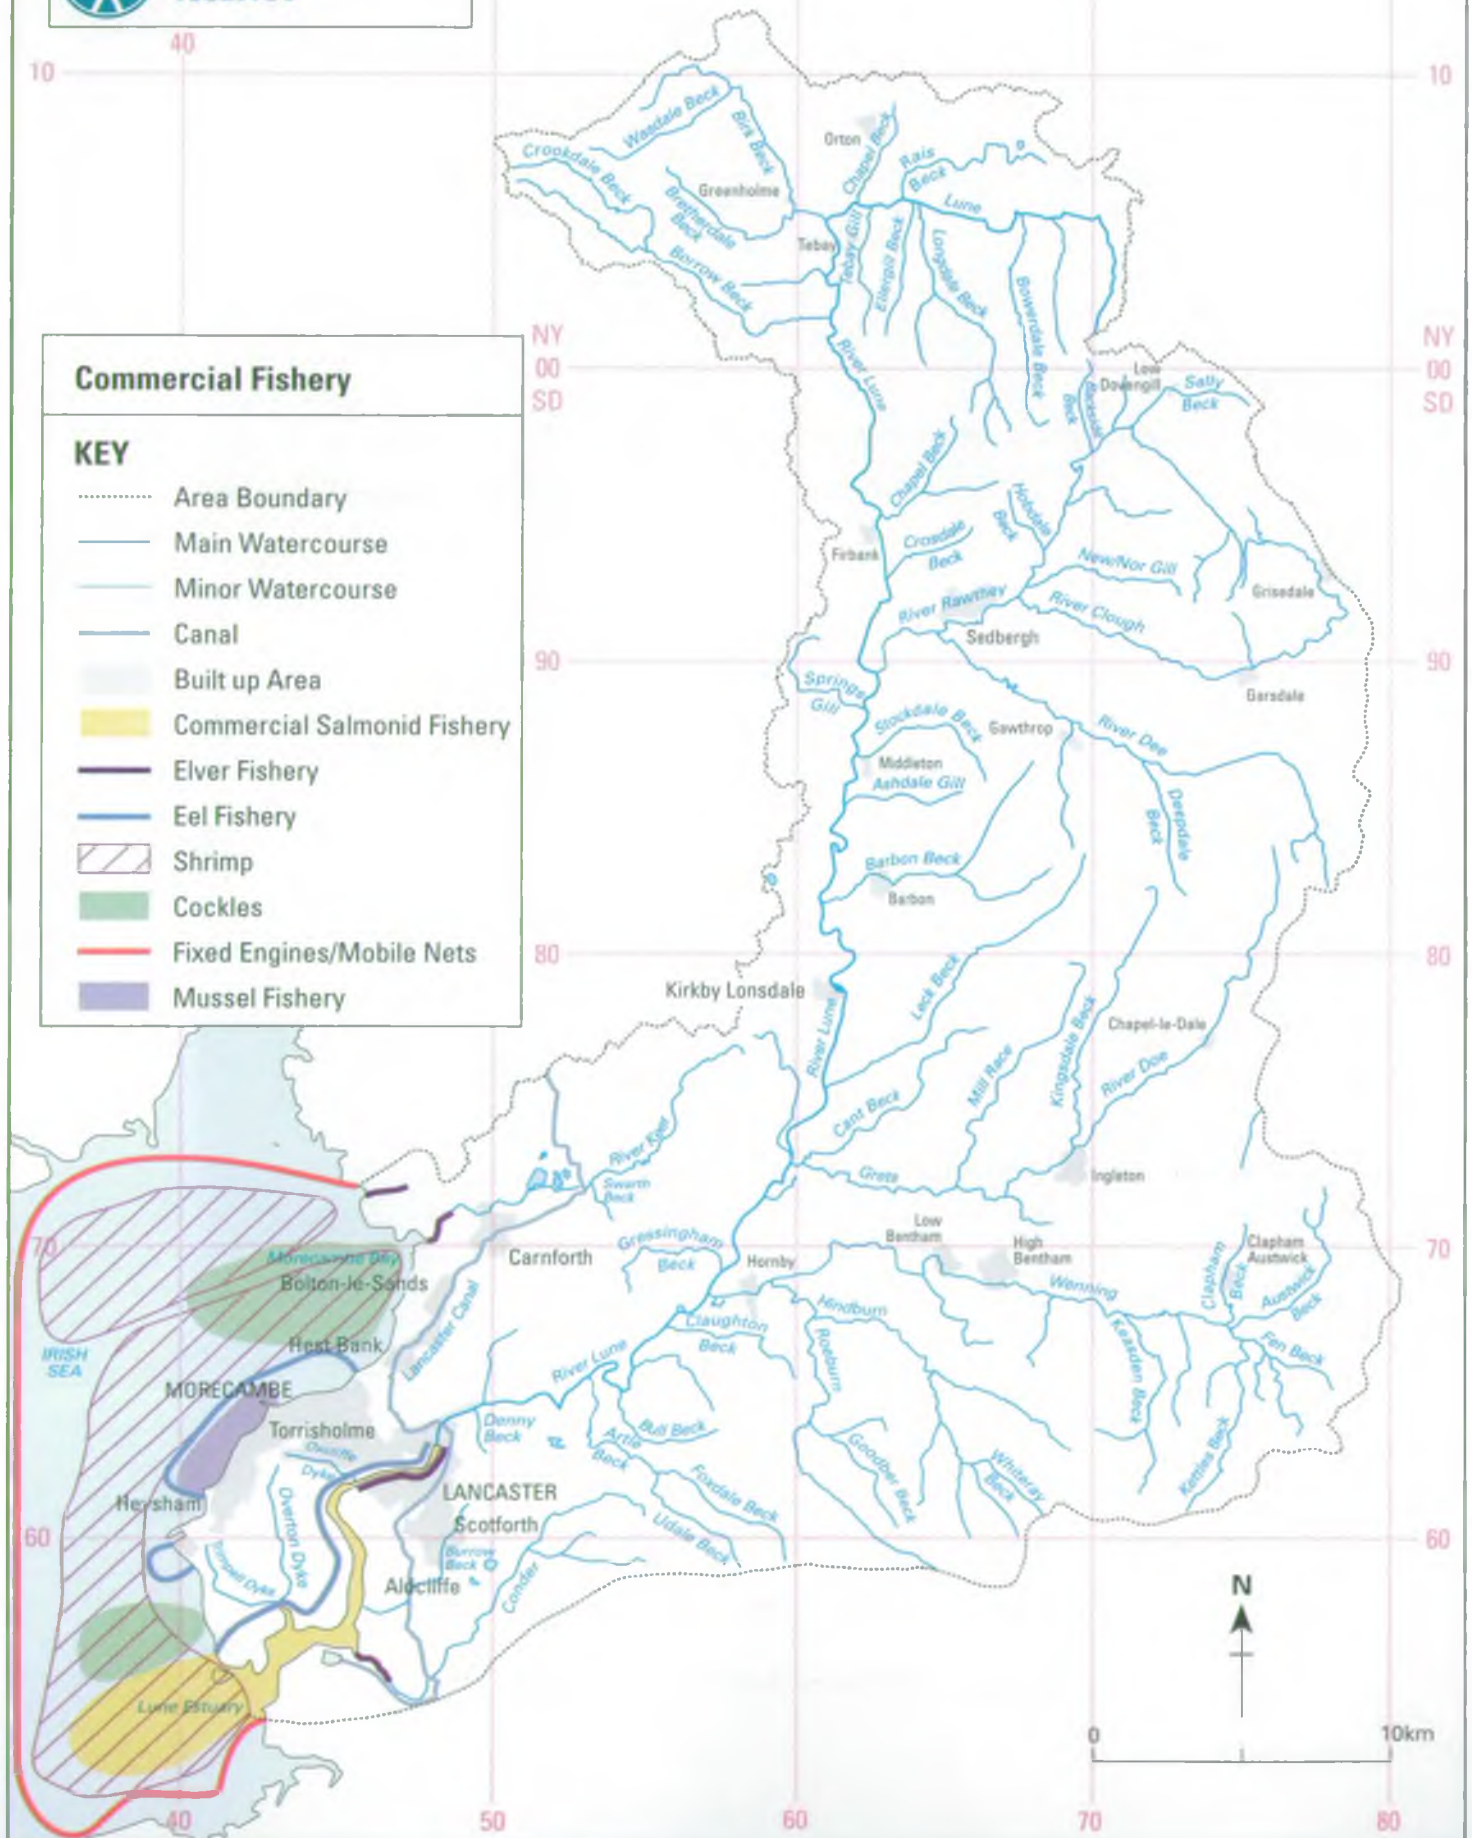 40
10
10
Commercial Fishery
KEY
Area Boundary
Main Watercourse
Minor Watercourse
Canal
Built up Area
Commercial Salmonid Fishery
Elver Fishery
Eel Fishery
Shrimp
Cockles
Fixed Engines/Mobile Nets
Mussel Fishery
Wasdale Beck
Birk Beck
Crookdale Beck
Bretherdale
Beck
Borrow Beck
Greenholme
Orton
Chapel Beck
Rais
Beck
Lune
Tebay
Tebay Gill
Ellergill Beck
Longdale Beck
Bowerdale Beck
NY
00
SD
NY
00
SD
River Lune
Low
Dovengill
Sally
Beck
Beck
Chapel Beck
Hobdale
Beck
Firbank
Crosdale
Beck
New/Nor Gill
Grisedale
River Rawthey
River Clough
Sedbergh
Garsdale
90
90
Springs
Gill
Stockdale Beck
Gawthrop
River Dee
Middleton
Ashdale Gill
Deepdale
Beck
Barbon Beck
Barbon
80
80
Kirkby Lonsdale
River Lune
Leck Beck
Chapel-le-Dale
Kingsdale Beck
Mill Race
River Doe
Cant Beck
River Keer
Swarth
Beck
Greta
Ingleton
70
70
Morecambe Bay
Bolton-le-Sands
Carnforth
Gressingham
Beck
Hornby
Low
Bentham
High
Bentham
Clapham
Austwick
Clapham
Beck
Austwick
Beck
Wenning
Hindburn
Lancaster Canal
Claughton
Beck
Roeburn
Keasden Beck
Fen Beck
Hest Bank
IRISH
SEA
River Lune
MORECAMBE
Torrisholme
Oxcliffe
Dyke
Denny
Beck
Bull Beck
Artle
Beck
Goodber Beck
Whiteray
Beck
Kettles Beck
Foxdale Beck
Udale Beck
LANCASTER
Scotforth
Heysham
Overton Dyke
Burrow
Beck
Aldcliffe
Conder
60
60
Lune Estuary
N
0
10km
40
50
60
70
80